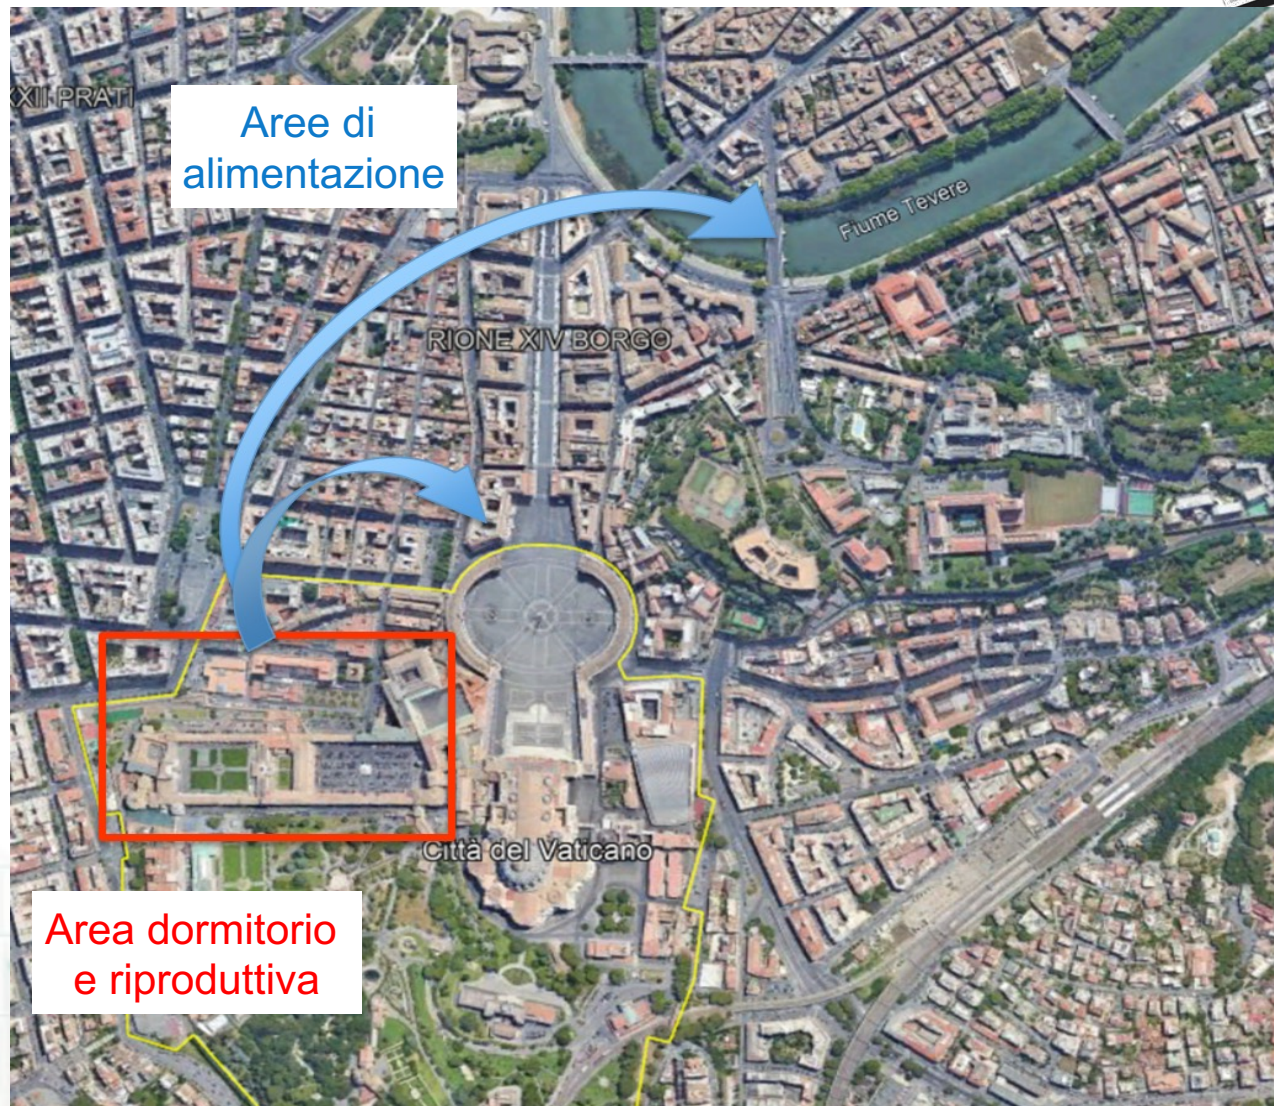 XXII PRATI
Aree di
alimentazione
Fiume Tevere
RIONE XIV BORGO
Città del Vaticano
Area dormitorio
e riproduttiva